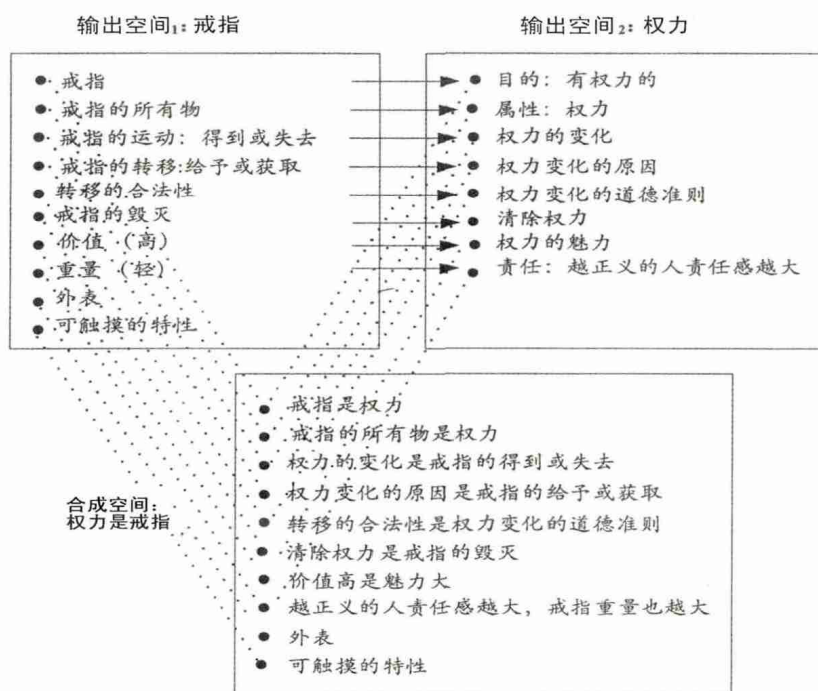 输出空间₁: 戒指
输出空间₂: 权力
戒指
戒指的所有物
戒指的运动: 得到或失去
戒指的转移:给予或获取
转移的合法性
戒指的毁灭
价值 (高)
重量 (轻)
外表
可触摸的特性
目的: 有权力的
属性: 权力
权力的变化
权力变化的原因
权力变化的道德准则
清除权力
权力的魅力
责任: 越正义的人责任感越大
合成空间:
权力是戒指
戒指是权力
戒指的所有物是权力
权力的变化是戒指的得到或失去
权力变化的原因是戒指的给予或获取
转移的合法性是权力变化的道德准则
清除权力是戒指的毁灭
价值高是魅力大
越正义的人责任感越大, 戒指重量也越大
外表
可触摸的特性